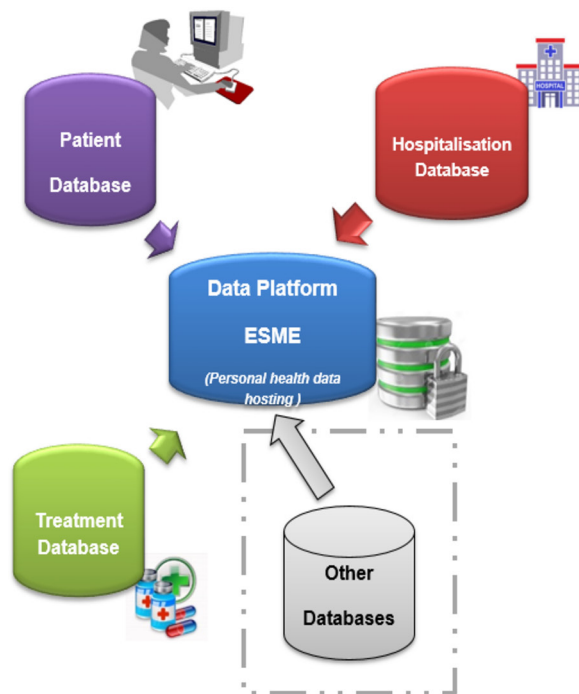 Patient
Database
HOSPITAL
Hospitalisation
Database
Data Platform
ESME
(Personal health data
hosting )
Treatment
Database
Other
Databases